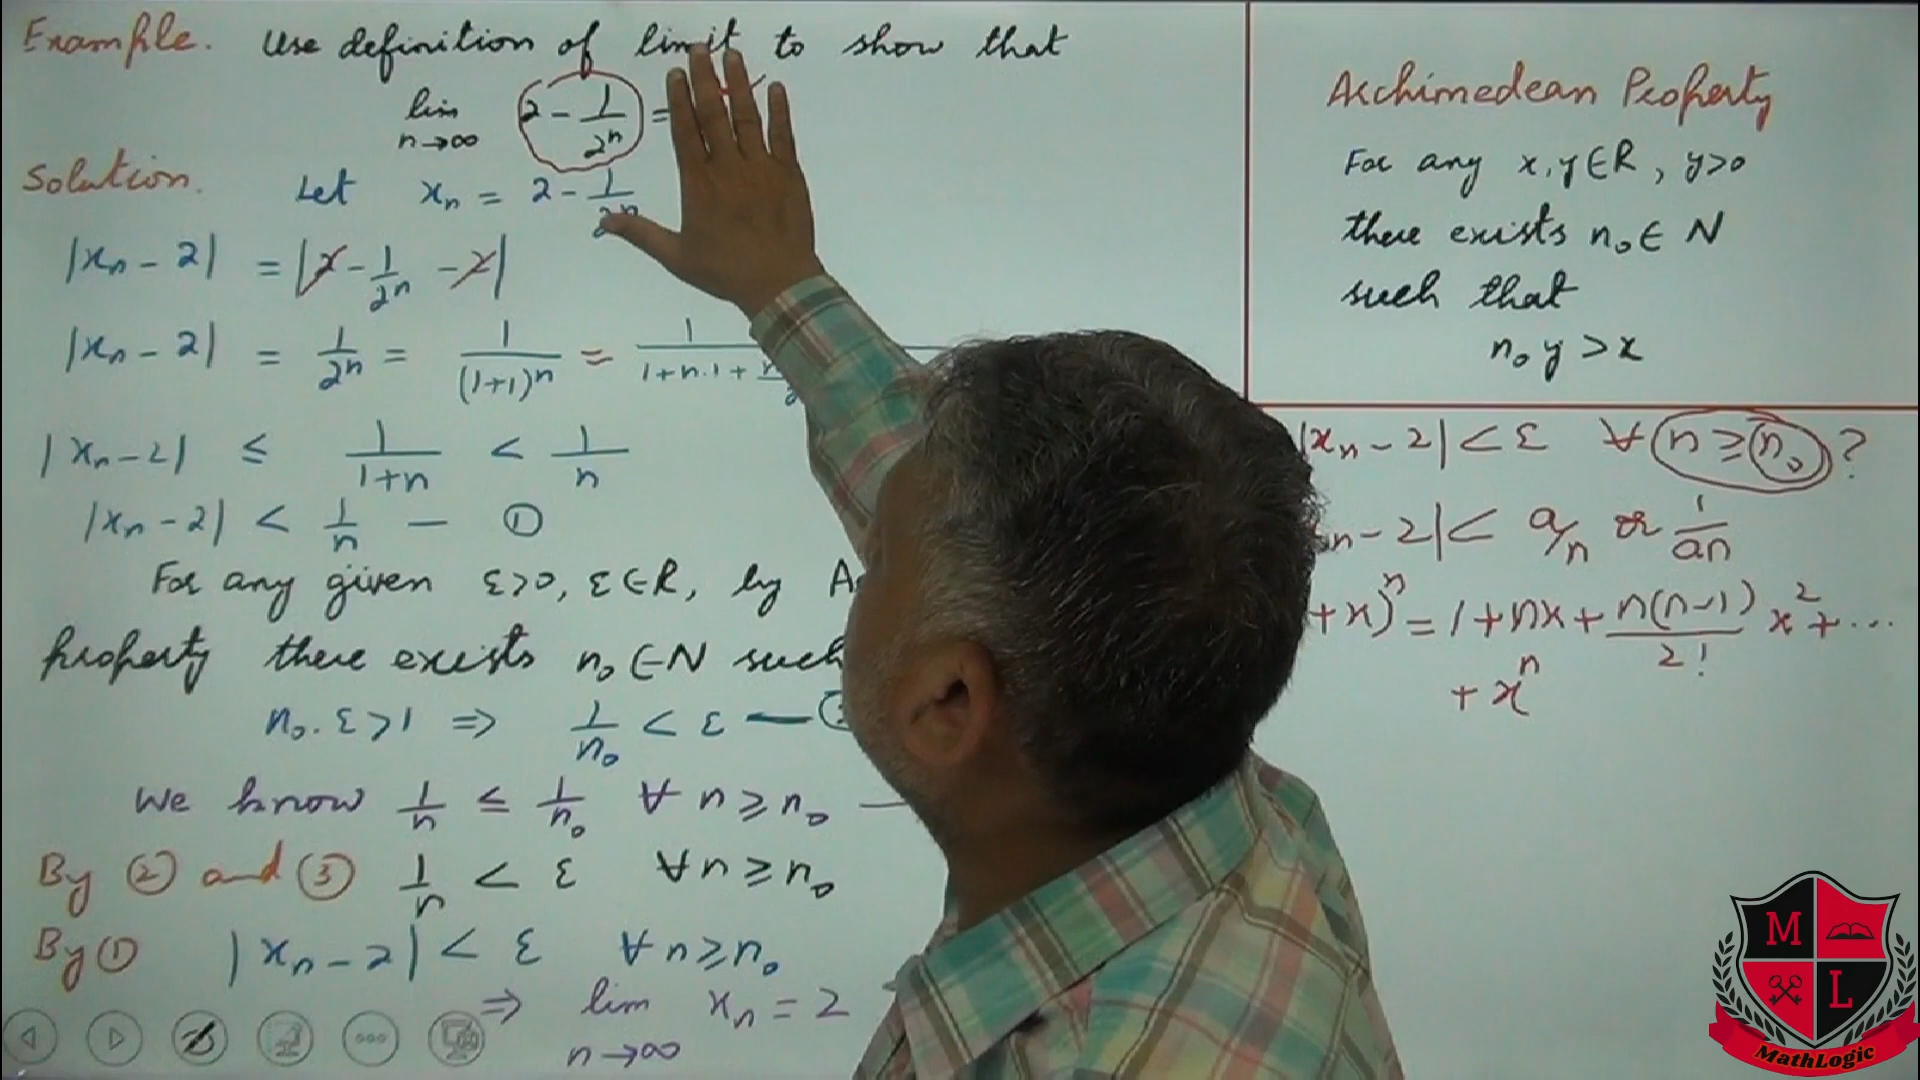 Example. Use definition of limit to show that
lim n→∞ 2 - 1/2ⁿ =
Solution. Let xₙ = 2 - 1/2ⁿ
|xₙ - 2| = |2 - 1/2ⁿ - 2|
|xₙ - 2| = 1/2ⁿ = 1/(1+1)ⁿ = 1/(1+n.1+
|xₙ - 2| ≤ 1/(1+n) < 1/n
|xₙ - 2| < 1/n — ①
For any given ε>0, ε∈R, by
property there exists n₀∈N such
n₀.ε>1 ⇒ 1/n₀ < ε —
We know 1/n ≤ 1/n₀ ∀ n ≥ n₀ —
By ② and ③ 1/n < ε ∀n ≥ n₀
By ① |xₙ - 2| < ε ∀ n ≥ n₀
⇒ lim n→∞ xₙ = 2
Archimedean Property
For any x,y∈R, y>0
there exists n₀∈N
such that
n₀y > x
|xₙ - 2| < ε ∀ n ≥ n₀ ?
n - 2| < a/n or 1/an
+x)ⁿ = 1+nx+ n(n-1)/2! x² + ...
+ xⁿ
M
L
MathLogic